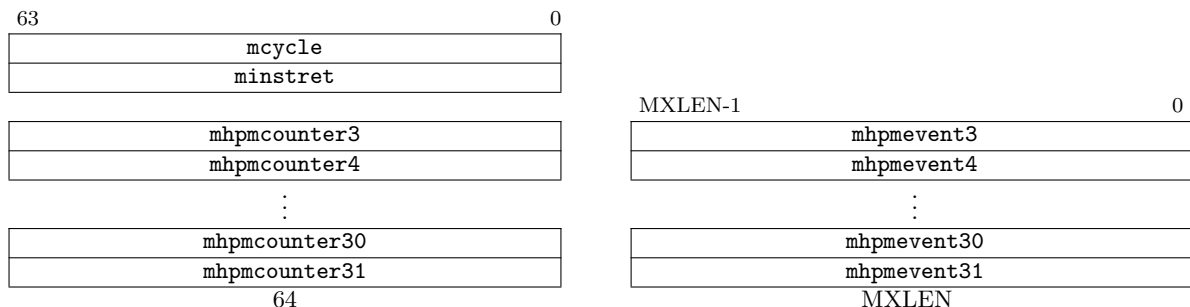 63 0
mcycle
minstret
MXLEN-1 0
mhpmcounter3 mhpmevent3
mhpmcounter4 mhpmevent4
⋮ ⋮
mhpmcounter30 mhpmevent30
mhpmcounter31 mhpmevent31
64 MXLEN